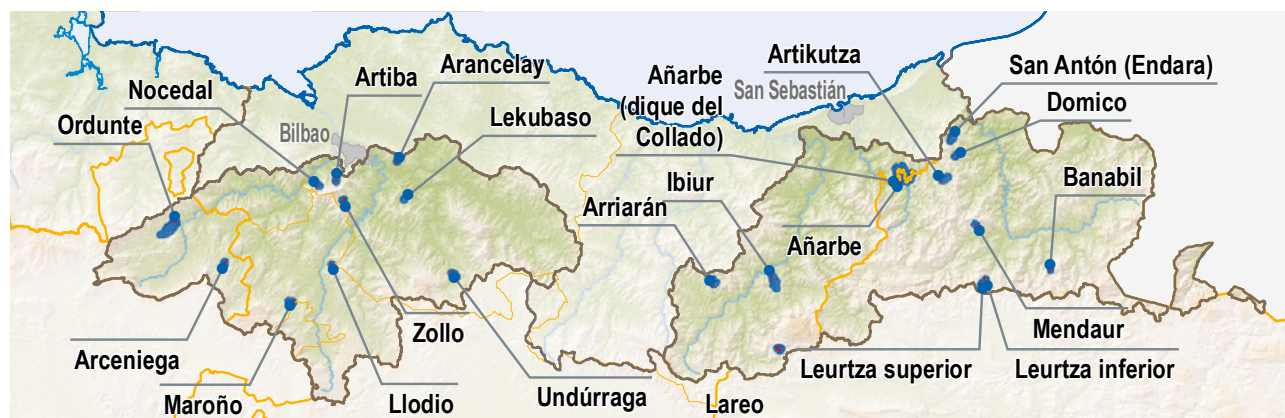 Nocedal
Ordunte
Artiba
Arancelay
Bilbao
Lekubaso
Añarbe
(dique del
Collado)
Artikutza
San Sebastián
San Antón (Endara)
Domico
Ibiur
Arriarán
Banabil
Añarbe
Arceniega
Maroño
Zollo
Llodio
Undúrraga
Lareo
Leurtza superior
Mendaur
Leurtza inferior